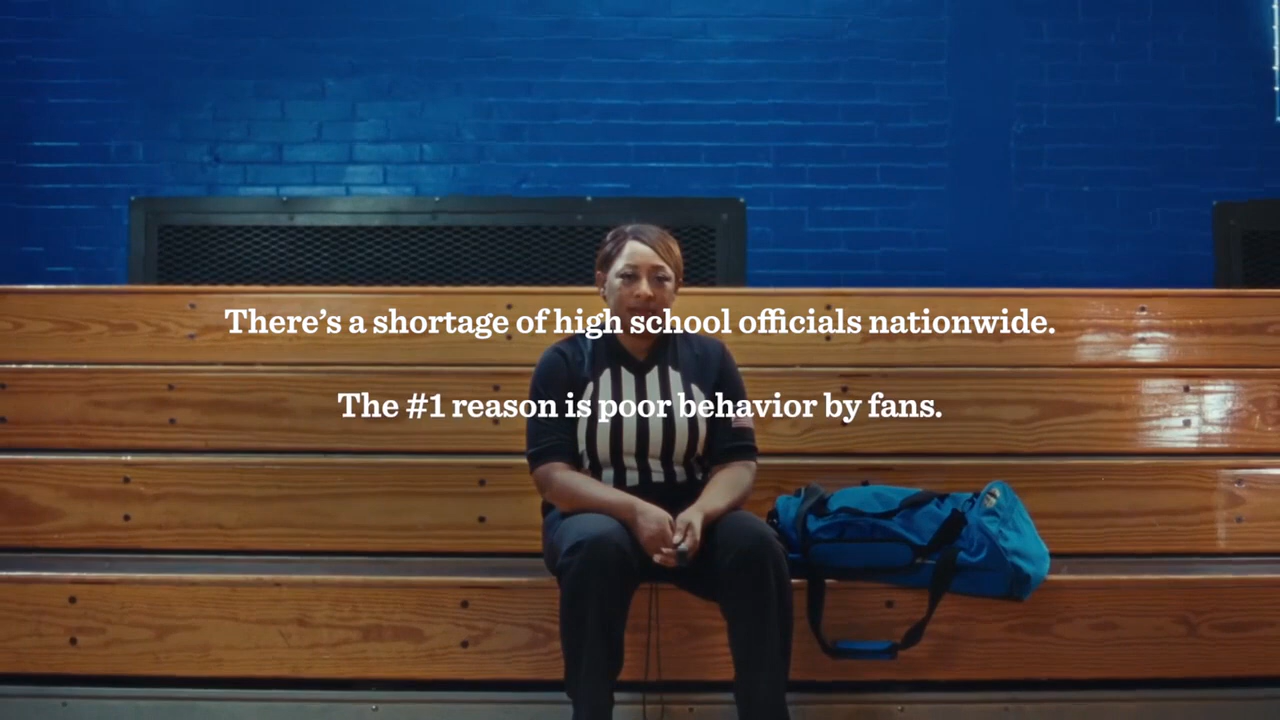 There’s a shortage of high school officials nationwide.
The #1 reason is poor behavior by fans.